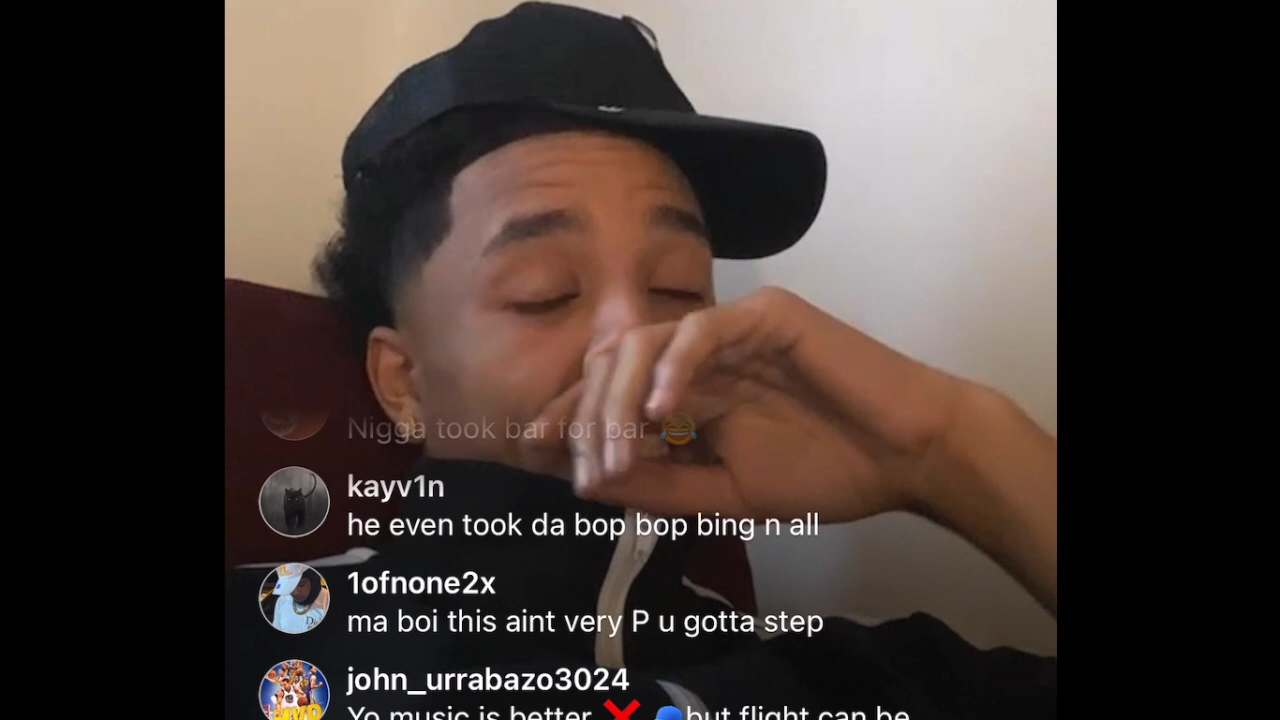 Nigga took bar for bar 😂
kayv1n
he even took da bop bop bing n all
1ofnone2x
ma boi this aint very P u gotta step
john_urrabazo3024
Yo music is better ❌ 🧢but flight can be